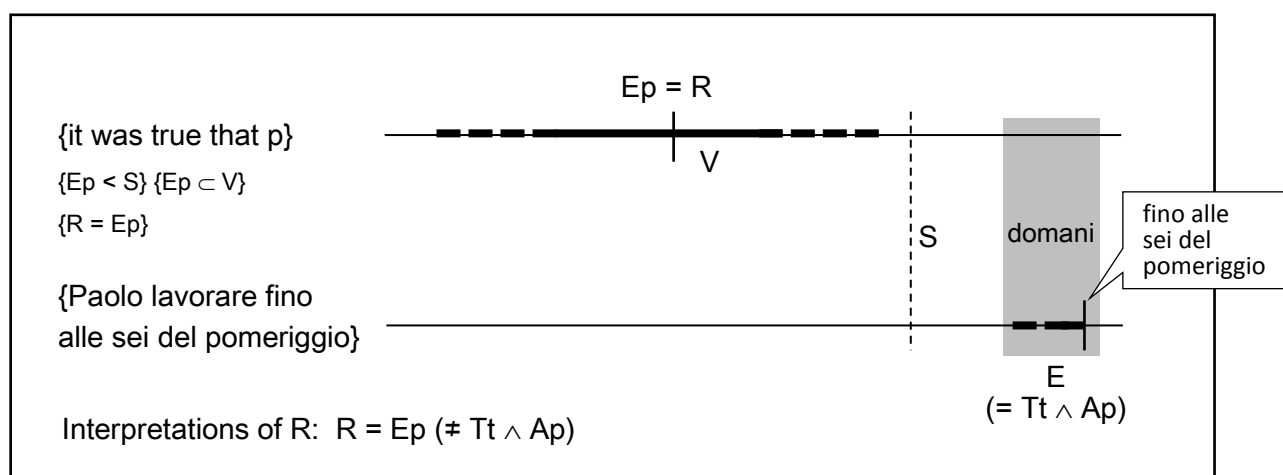 Ep = R
{it was true that p}
V
{Ep < S} {Ep ⊂ V}
{R = Ep}
S
domani
fino alle
sei del
pomeriggio
{Paolo lavorare fino
alle sei del pomeriggio}
E
(= Tt ∧ Ap)
Interpretations of R: R = Ep (≠ Tt ∧ Ap)